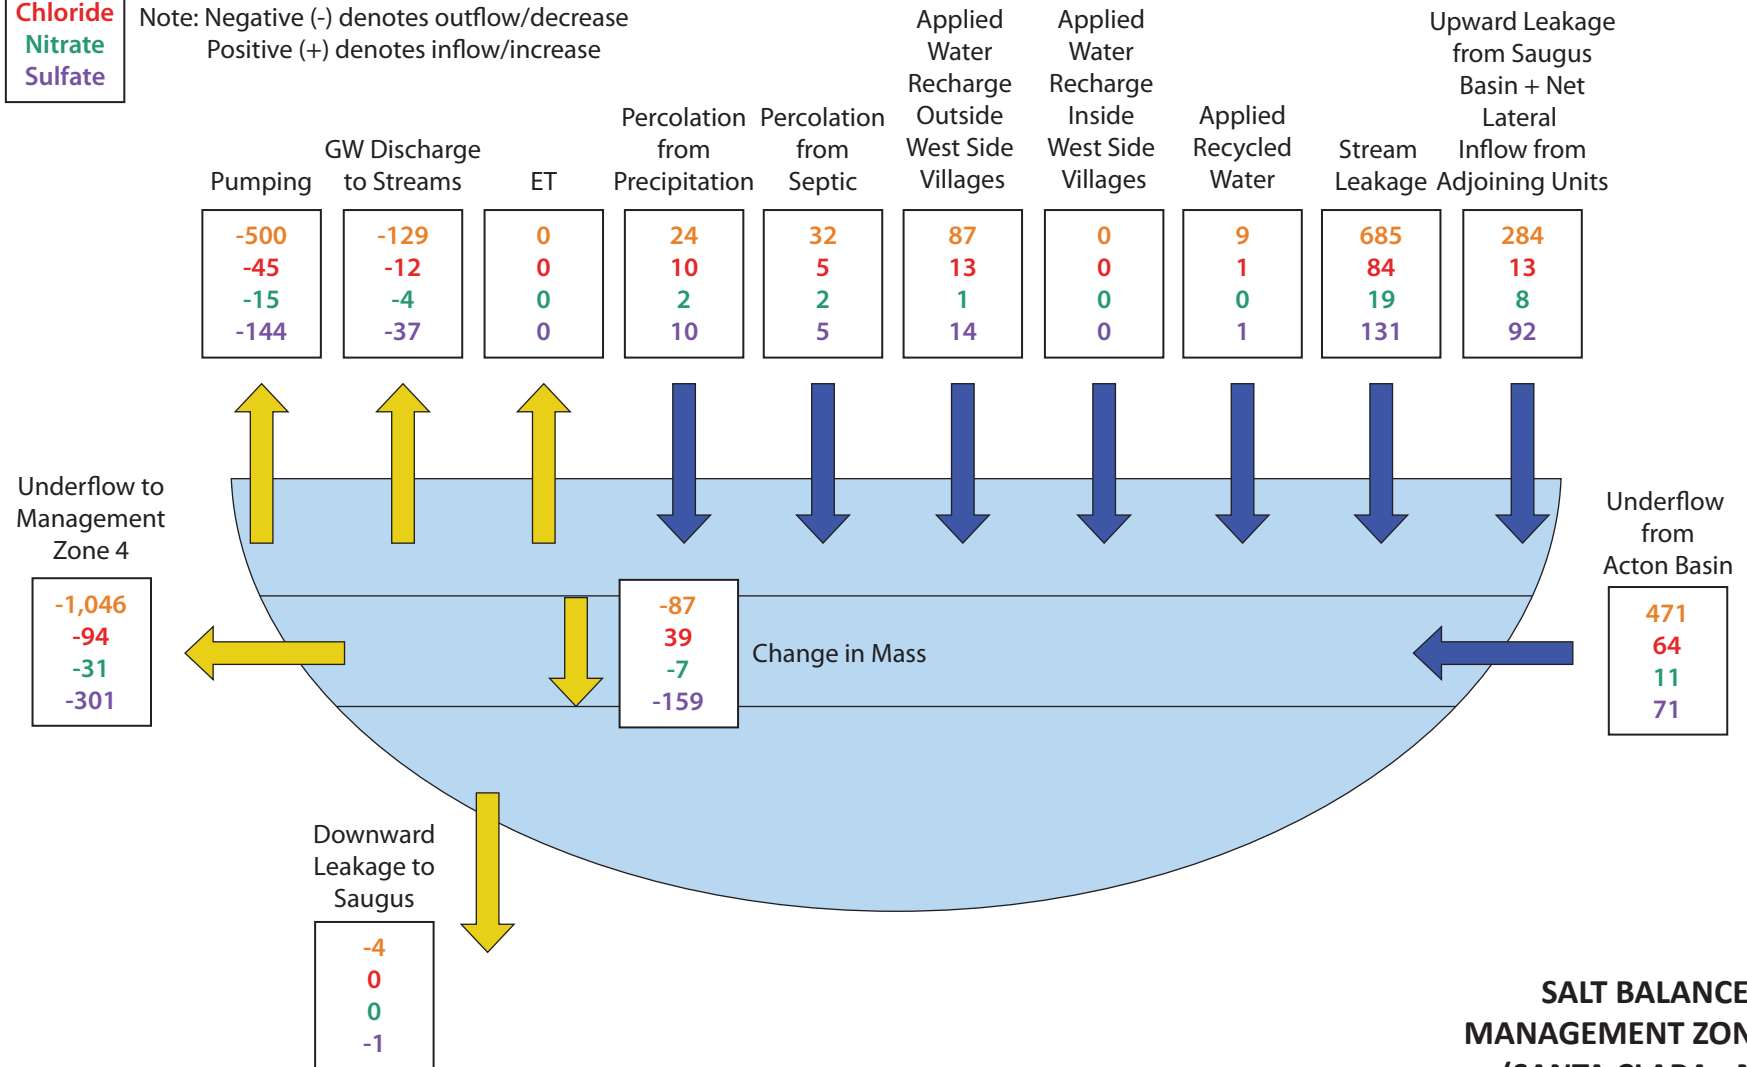 Chloride
Nitrate
Sulfate
Note: Negative (-) denotes outflow/decrease
Positive (+) denotes inflow/increase
Pumping
GW Discharge
to Streams
ET
Percolation
from
Precipitation
Percolation
from
Septic
Applied
Water
Recharge
Outside
West Side
Villages
Applied
Water
Recharge
Inside
West Side
Villages
Applied
Recycled
Water
Stream
Leakage
Upward Leakage
from Saugus
Basin + Net
Lateral
Inflow from
Adjoining Units
-500
-45
-15
-144
-129
-12
-4
-37
0
0
0
0
24
10
2
10
32
5
2
5
87
13
1
14
0
0
0
0
9
1
0
1
685
84
19
131
284
13
8
92
Underflow to
Management
Zone 4
-1,046
-94
-31
-301
-87
39
-7
-159
Change in Mass
Underflow
from
Acton Basin
471
64
11
71
Downward
Leakage to
Saugus
-4
0
0
-1
SALT BALANCE
MANAGEMENT ZON
(SANTA CLARA